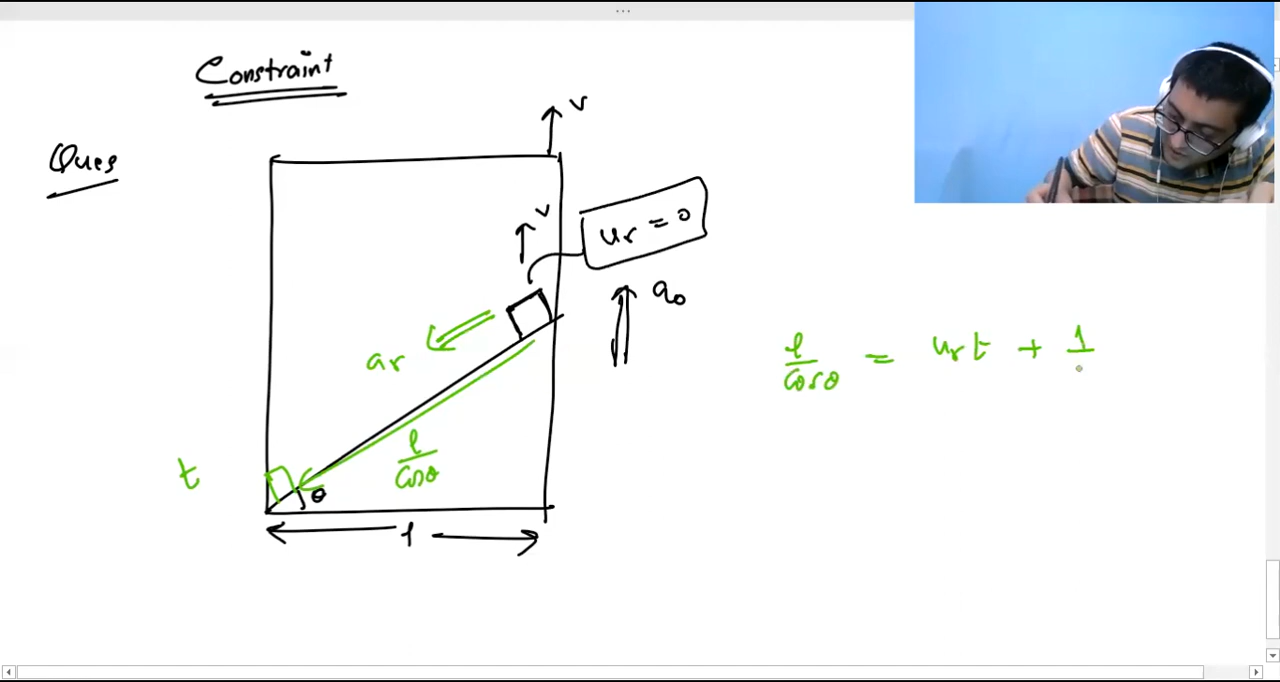 Constraint
Ques
v
v
ur = 0
a₀
ar
l/cosθ
t
θ
l
l/cosθ = urt + 1